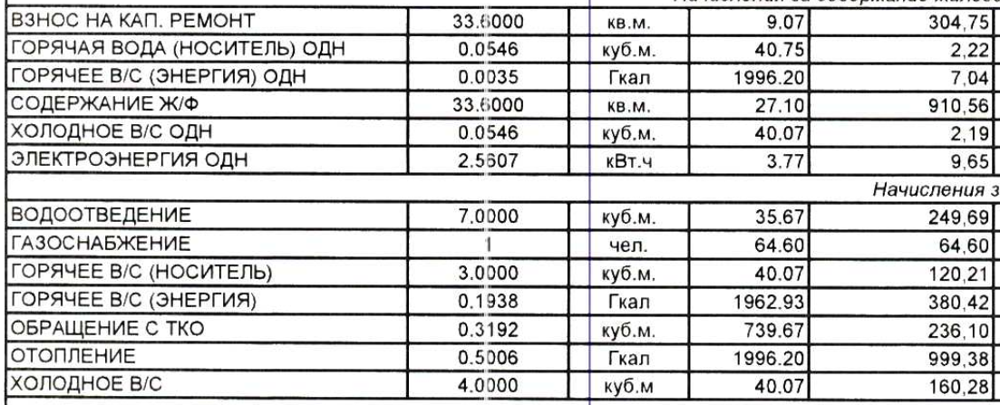 ВЗНОС НА КАП. РЕМОНТ 33.6000 кв.м. 9.07 304,75
ГОРЯЧАЯ ВОДА (НОСИТЕЛЬ) ОДН 0.0546 куб.м. 40.75 2,22
ГОРЯЧЕЕ В/С (ЭНЕРГИЯ) ОДН 0.0035 Гкал 1996.20 7,04
СОДЕРЖАНИЕ Ж/Ф 33.6000 кв.м. 27.10 910,56
ХОЛОДНОЕ В/С ОДН 0.0546 куб.м. 40.07 2,19
ЭЛЕКТРОЭНЕРГИЯ ОДН 2.5607 кВт.ч 3.77 9,65
Начисления з
ВОДООТВЕДЕНИЕ 7.0000 куб.м. 35.67 249,69
ГАЗОСНАБЖЕНИЕ 1 чел. 64.60 64,60
ГОРЯЧЕЕ В/С (НОСИТЕЛЬ) 3.0000 куб.м. 40.07 120,21
ГОРЯЧЕЕ В/С (ЭНЕРГИЯ) 0.1938 Гкал 1962.93 380,42
ОБРАЩЕНИЕ С ТКО 0.3192 куб.м. 739.67 236,10
ОТОПЛЕНИЕ 0.5006 Гкал 1996.20 999,38
ХОЛОДНОЕ В/С 4.0000 куб.м 40.07 160,28